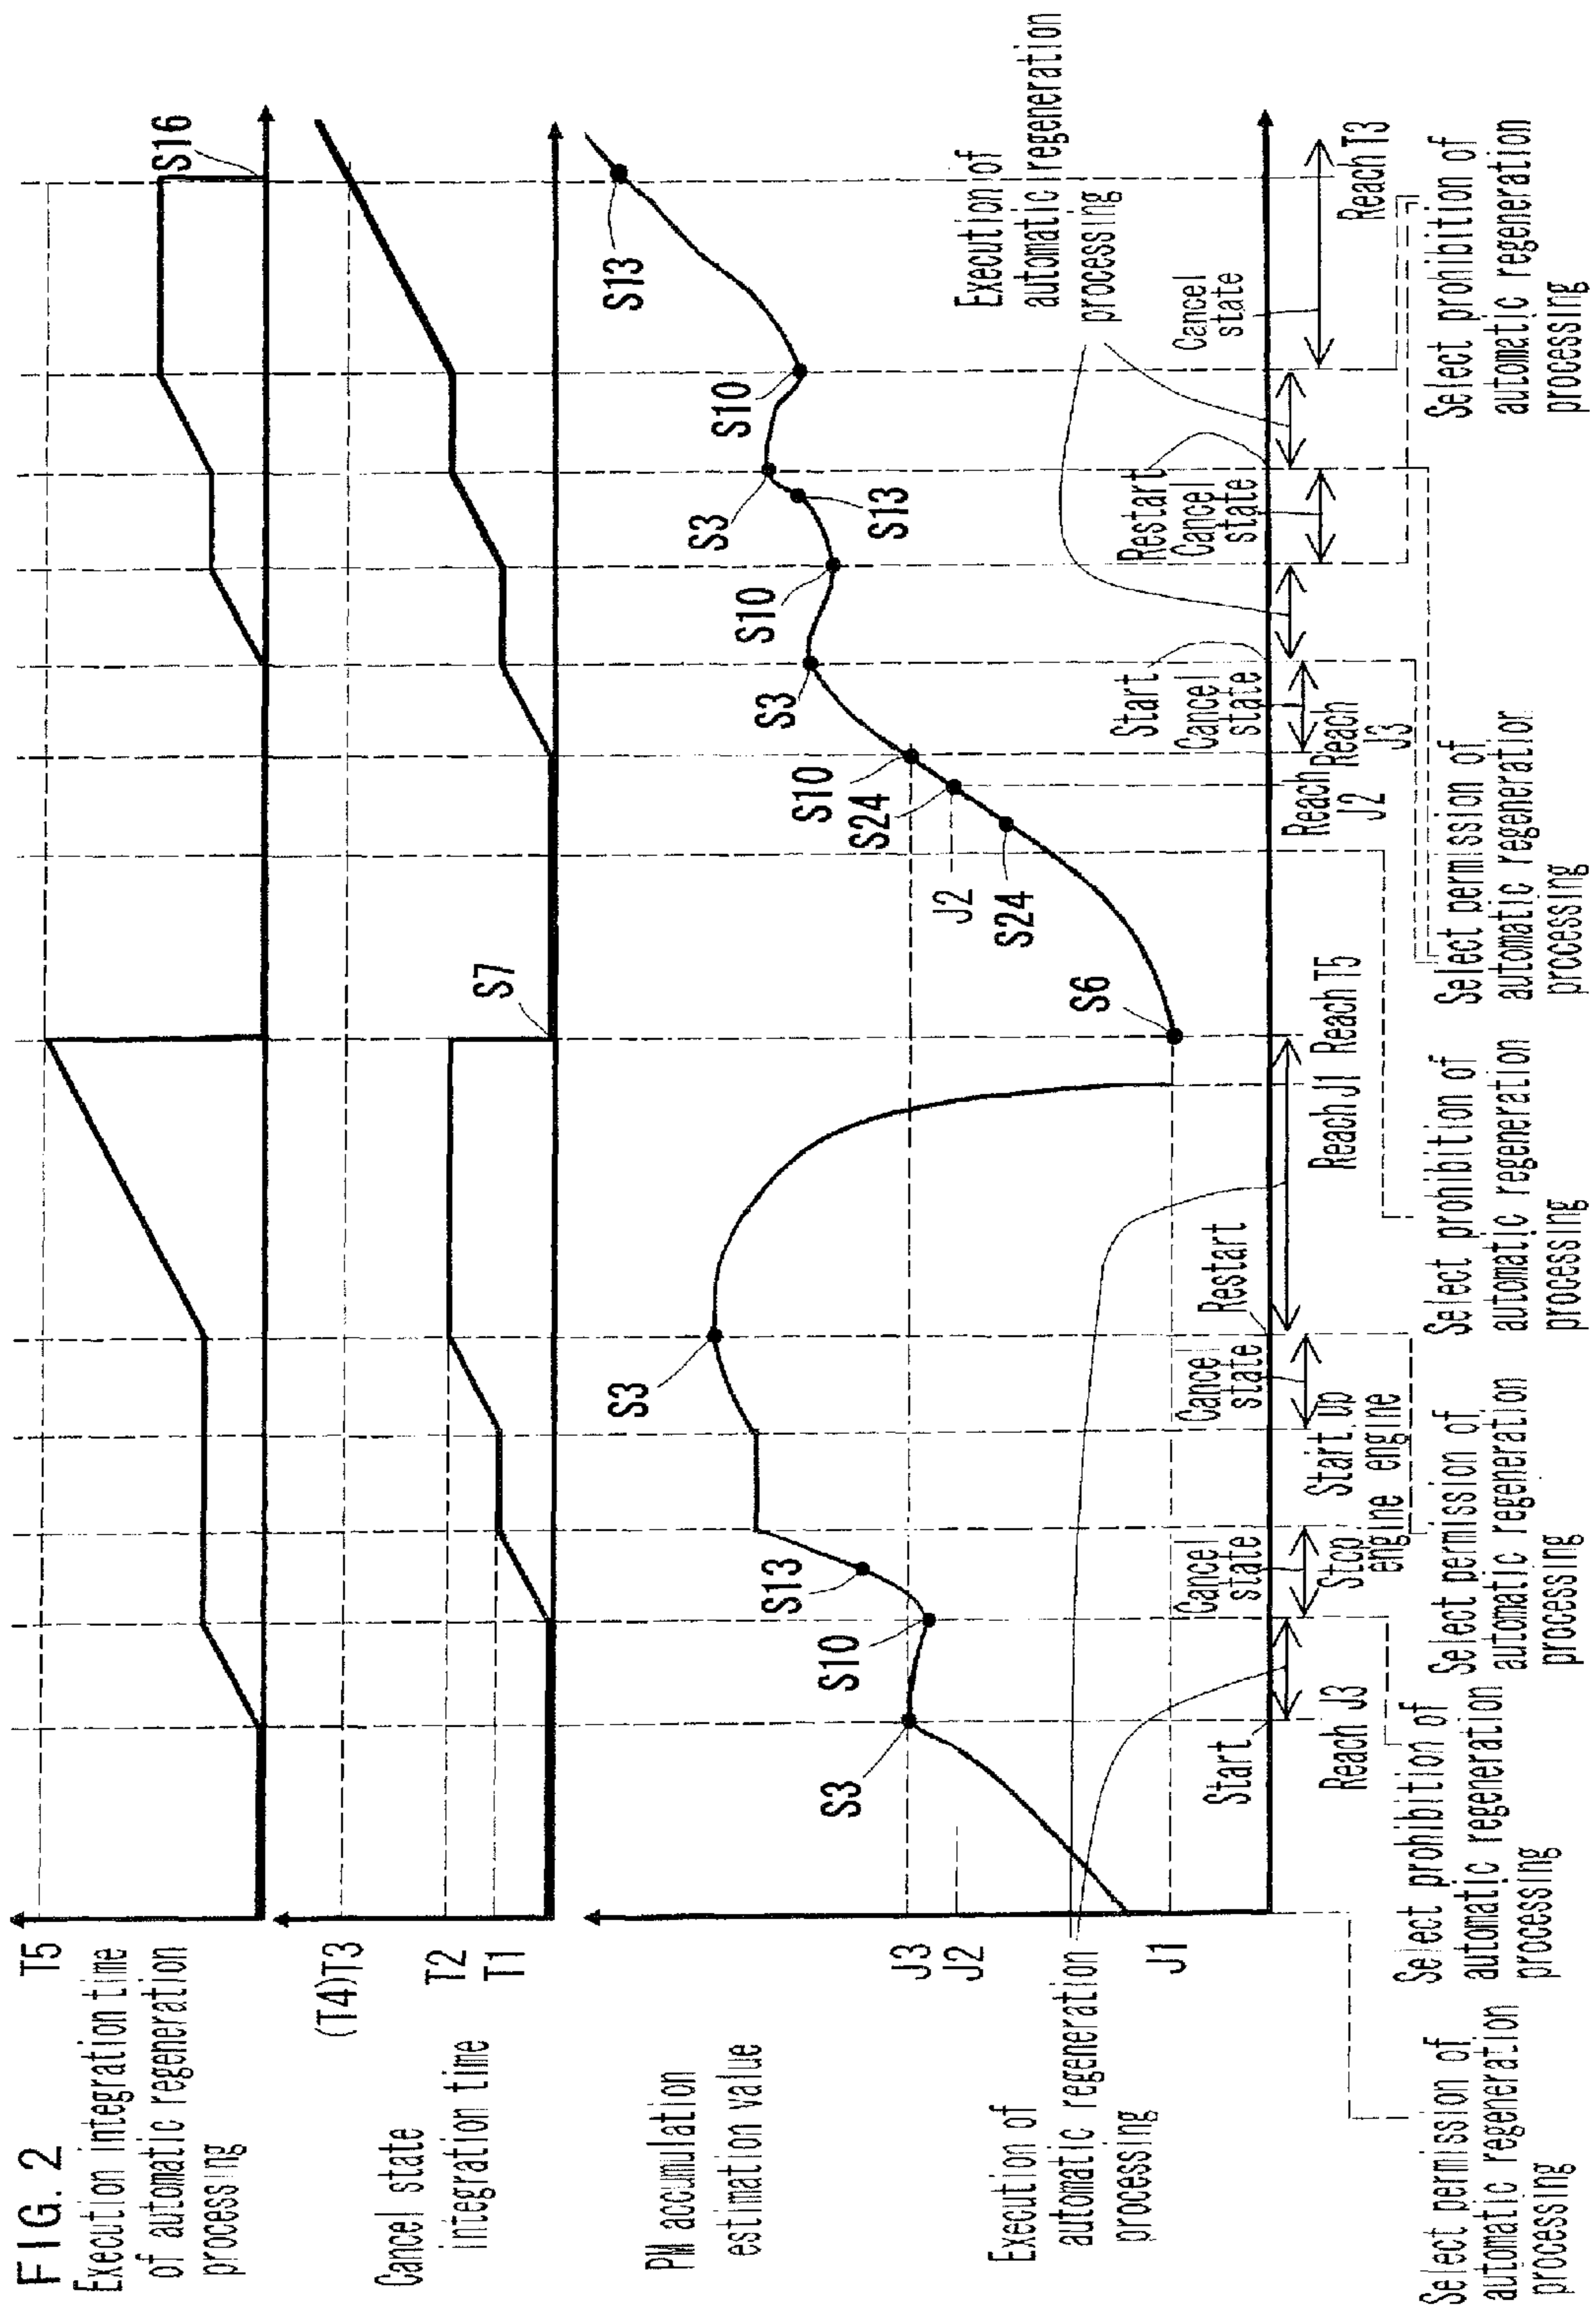 FIG. 2
Execution integration time
of automatic regeneration
processing
T5
S16
Cancel state
integration time
(T4)T3
T2
T1
S7
PM accumulation
estimation value
J3
J2
J1
S3
S10
S13
S3
S6
S24
J2
S24
S10
S3
S10
S13
S3
S10
S13
Execution of
automatic regeneration
processing
Execution of
automatic regeneration
processing
Start
Cancel
state
Cancel
state
Restart
Start
Cancel
state
Restart
Cancel
state
Cancel
state
Reach J3
Stop
engine
Start up
engine
Reach J1
Reach T5
Reach
J2
Reach
J3
Reach T3
Select permission of
automatic regeneration
processing
Select prohibition of
automatic regeneration
processing
Select permission of
automatic regeneration
processing
Select prohibition of
automatic regeneration
processing
Select permission of
automatic regeneration
processing
Select prohibition of
automatic regeneration
processing